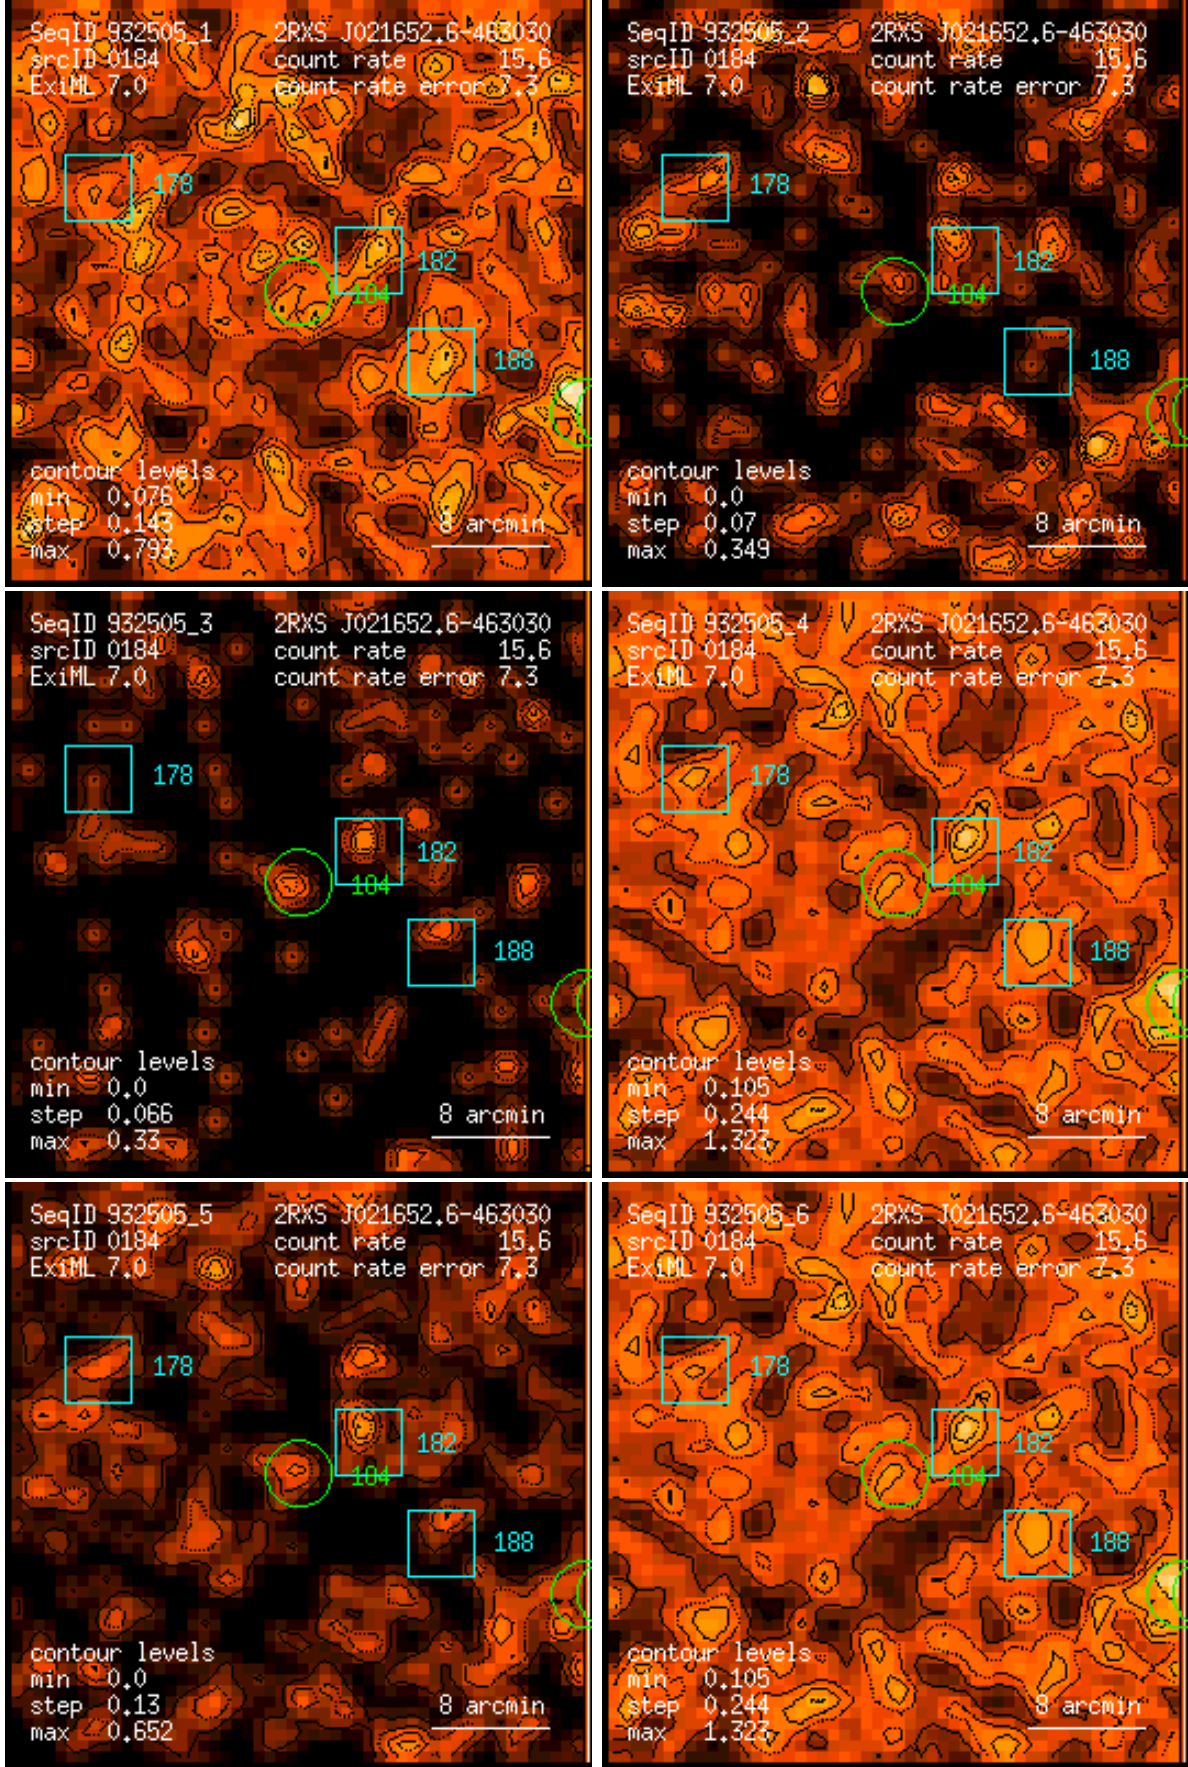 SeqID 932505_1 2RXS J021652.6-463030
srcID 0184 count rate 15.6
ExiML 7.0 count rate error 7.3
178
182
104
188
contour levels
min 0.076
step 0.143
max 0.793
8 arcmin
SeqID 932505_2 2RXS J021652.6-463030
srcID 0184 count rate 15.6
ExiML 7.0 count rate error 7.3
178
182
104
188
contour levels
min 0.0
step 0.07
max 0.349
8 arcmin
SeqID 932505_3 2RXS J021652.6-463030
srcID 0184 count rate 15.6
ExiML 7.0 count rate error 7.3
178
182
104
188
contour levels
min 0.0
step 0.066
max 0.33
8 arcmin
SeqID 932505_4 2RXS J021652.6-463030
srcID 0184 count rate 15.6
ExiML 7.0 count rate error 7.3
178
182
104
188
contour levels
min 0.105
step 0.244
max 1.323
8 arcmin
SeqID 932505_5 2RXS J021652.6-463030
srcID 0184 count rate 15.6
ExiML 7.0 count rate error 7.3
178
182
104
188
contour levels
min 0.0
step 0.13
max 0.652
8 arcmin
SeqID 932505_6 2RXS J021652.6-463030
srcID 0184 count rate 15.6
ExiML 7.0 count rate error 7.3
178
182
104
188
contour levels
min 0.105
step 0.244
max 1.323
8 arcmin